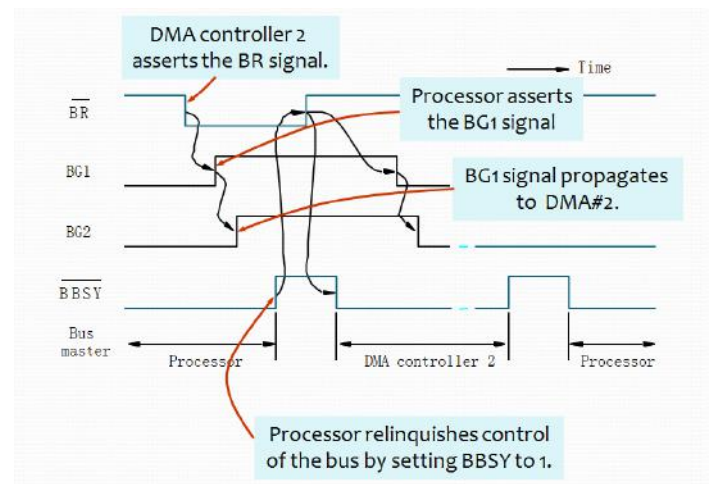 DMA controller 2
asserts the BR signal.
Time
Processor asserts
the BG1 signal
BR
BG1
BG1 signal propagates
to DMA#2.
BG2
BBSY
Bus
master
Processor
DMA controller 2
Processor
Processor relinquishes control
of the bus by setting BBSY to 1.